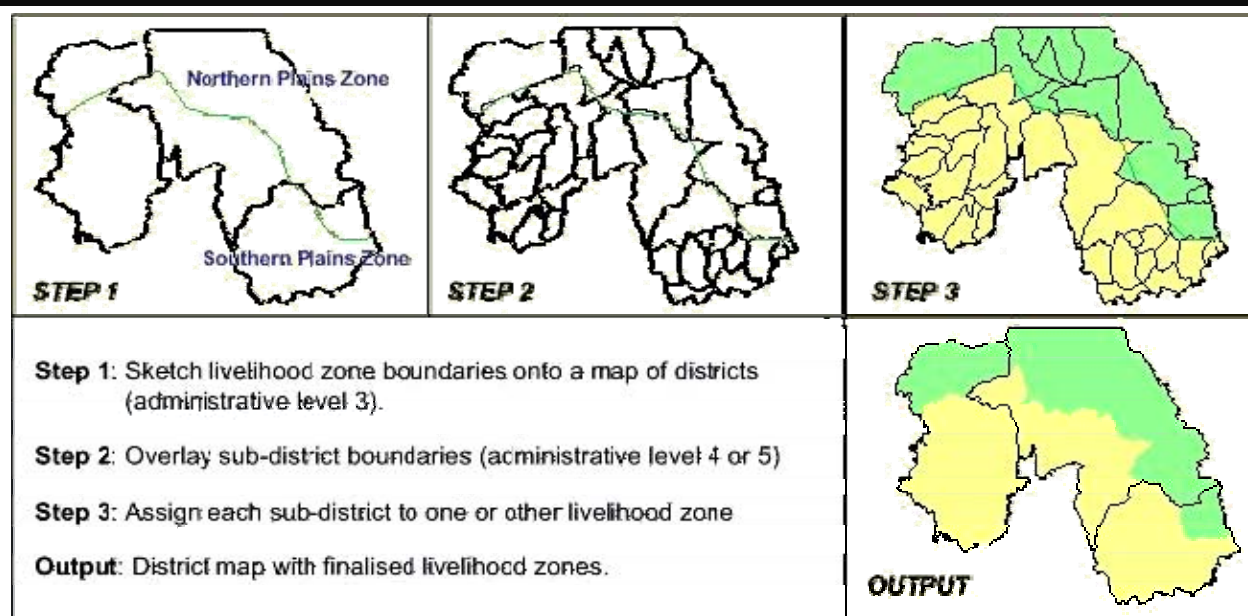 Northern Plains Zone
Southern Plains Zone
STEP 1
STEP 2
STEP 3
Step 1: Sketch livelihood zone boundaries onto a map of districts
(administrative level 3).
Step 2: Overlay sub-district boundaries (administrative level 4 or 5)
Step 3: Assign each sub-district to one or other livelihood zone
Output: District map with finalised livelihood zones.
OUTPUT